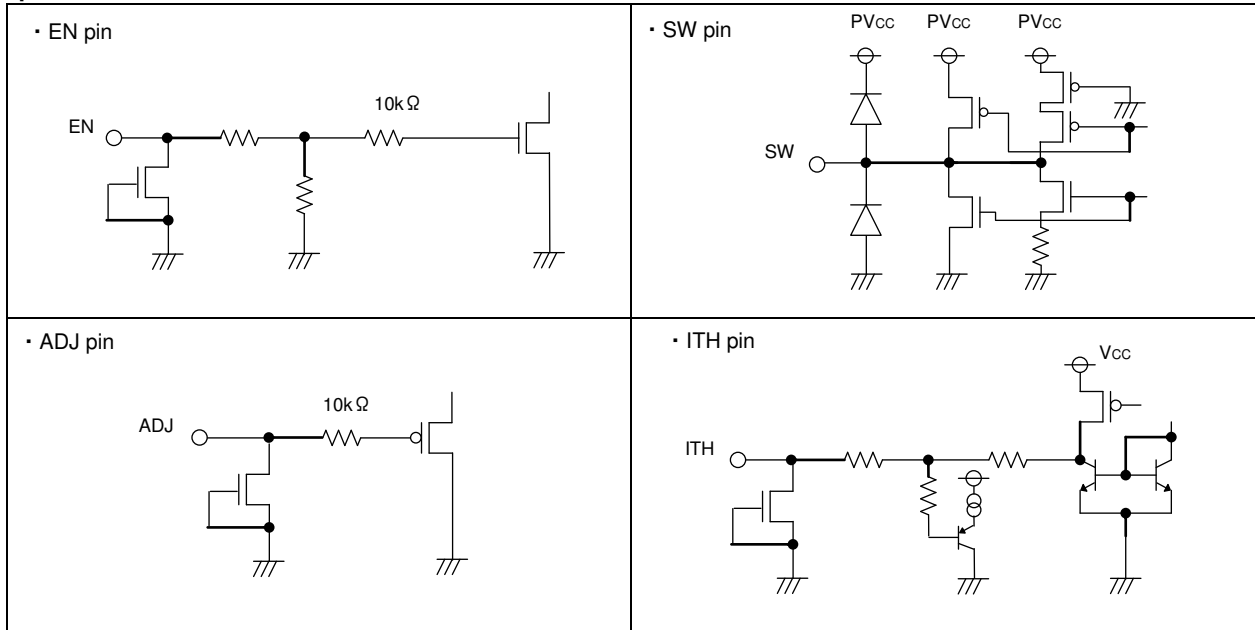 ・EN pin
10kΩ
EN
・SW pin
PVCC PVCC PVCC
SW
・ADJ pin
10kΩ
ADJ
・ITH pin
VCC
ITH